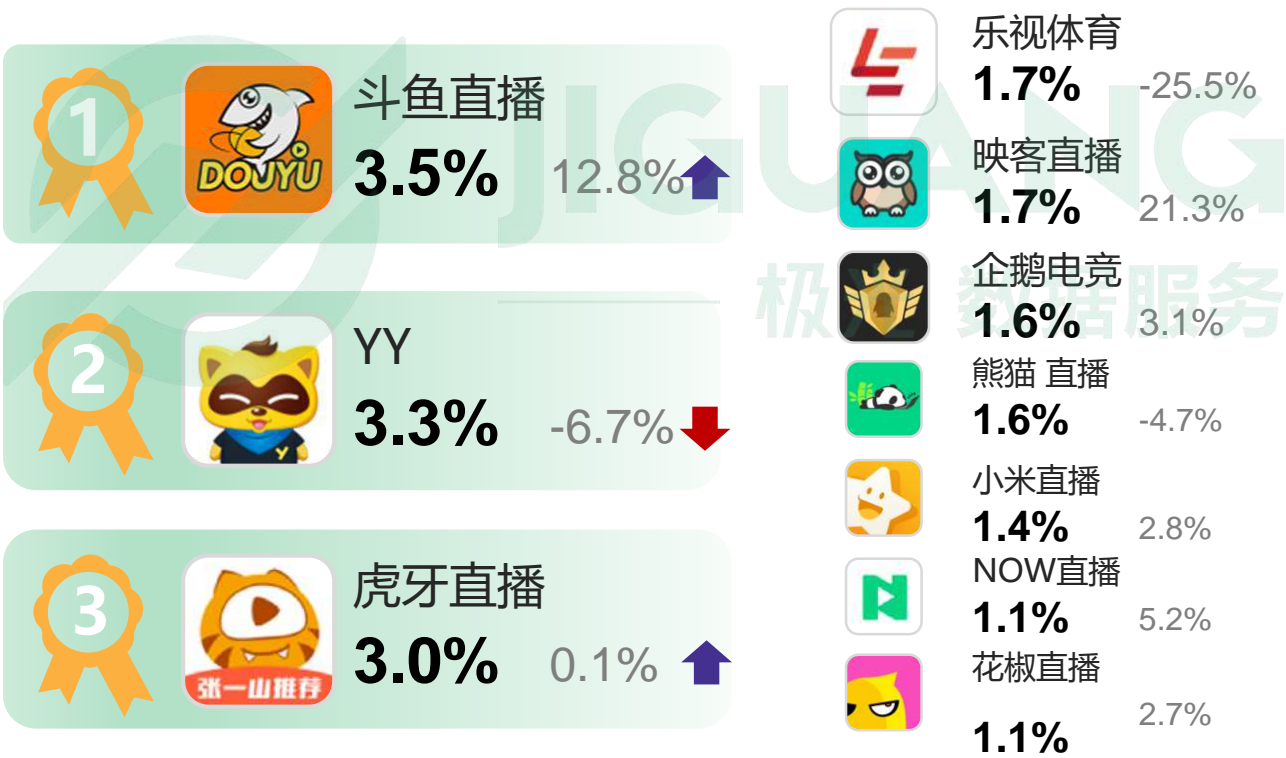 1
DOUYU
斗鱼直播
3.5% 12.8%
2
YY
3.3% -6.7%
3
张一山推荐
虎牙直播
3.0% 0.1%
乐视体育
1.7% -25.5%
映客直播
1.7% 21.3%
企鹅电竞
1.6% 3.1%
熊猫 直播
1.6% -4.7%
小米直播
1.4% 2.8%
NOW直播
1.1% 5.2%
花椒直播
2.7%
1.1%
JIGUANG
极光 数据服务